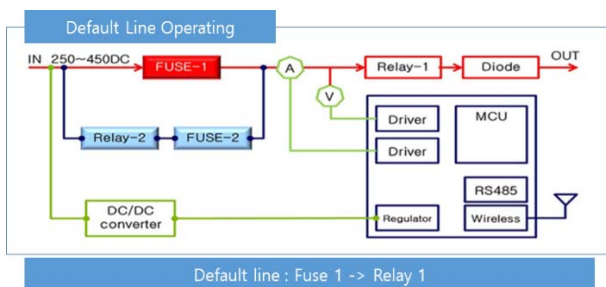 Default Line Operating
IN 250~450DC
FUSE-1
A
Relay-1
Diode
OUT
V
Relay-2
FUSE-2
Driver
MCU
Driver
RS485
DC/DC
converter
Regulator
Wireless
Default line : Fuse 1 -> Relay 1